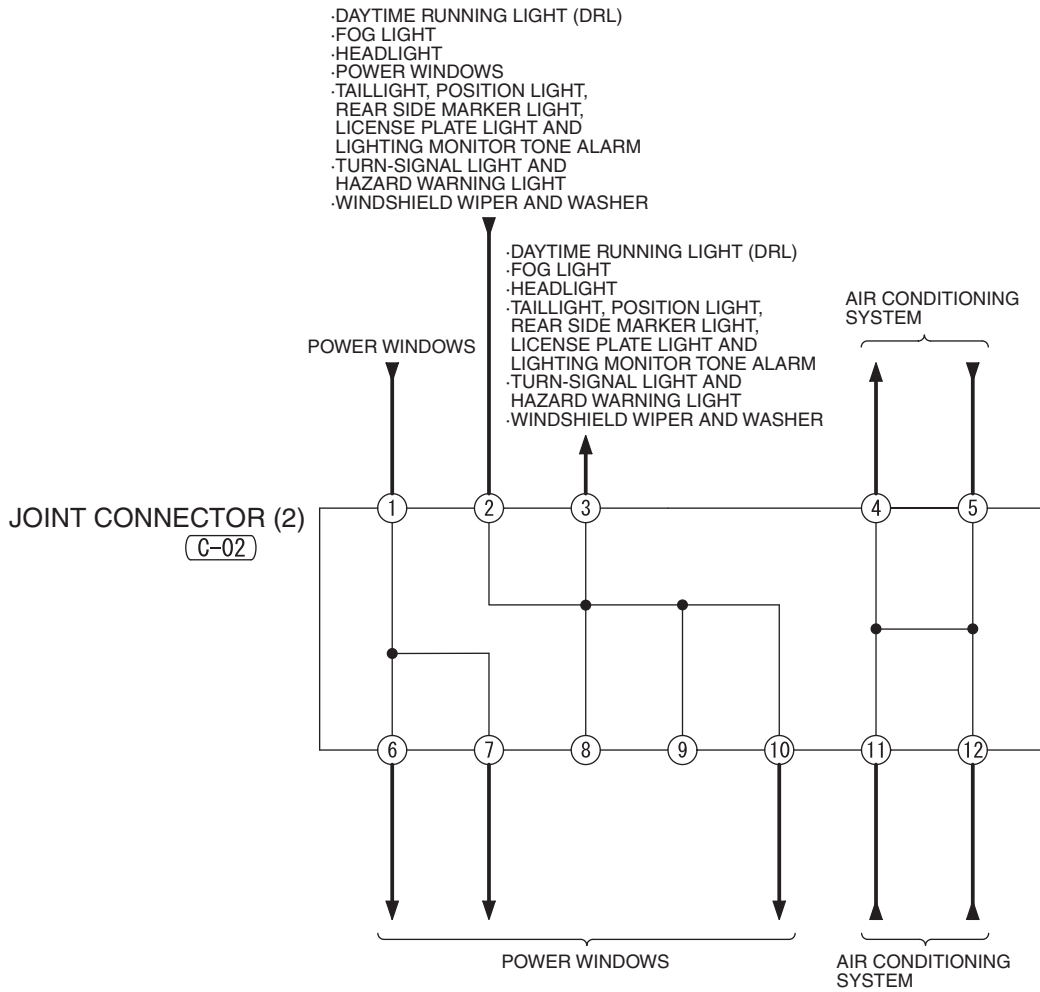 ·DAYTIME RUNNING LIGHT (DRL)
·FOG LIGHT
·HEADLIGHT
·POWER WINDOWS
·TAILLIGHT, POSITION LIGHT,
REAR SIDE MARKER LIGHT,
LICENSE PLATE LIGHT AND
LIGHTING MONITOR TONE ALARM
·TURN-SIGNAL LIGHT AND
HAZARD WARNING LIGHT
·WINDSHIELD WIPER AND WASHER
·DAYTIME RUNNING LIGHT (DRL)
·FOG LIGHT
·HEADLIGHT
·TAILLIGHT, POSITION LIGHT,
REAR SIDE MARKER LIGHT,
LICENSE PLATE LIGHT AND
LIGHTING MONITOR TONE ALARM
·TURN-SIGNAL LIGHT AND
HAZARD WARNING LIGHT
·WINDSHIELD WIPER AND WASHER
AIR CONDITIONING
SYSTEM
POWER WINDOWS
JOINT CONNECTOR (2)
C-02
1 2 3 4 5
6 7 8 9 10 11 12
POWER WINDOWS
AIR CONDITIONING
SYSTEM